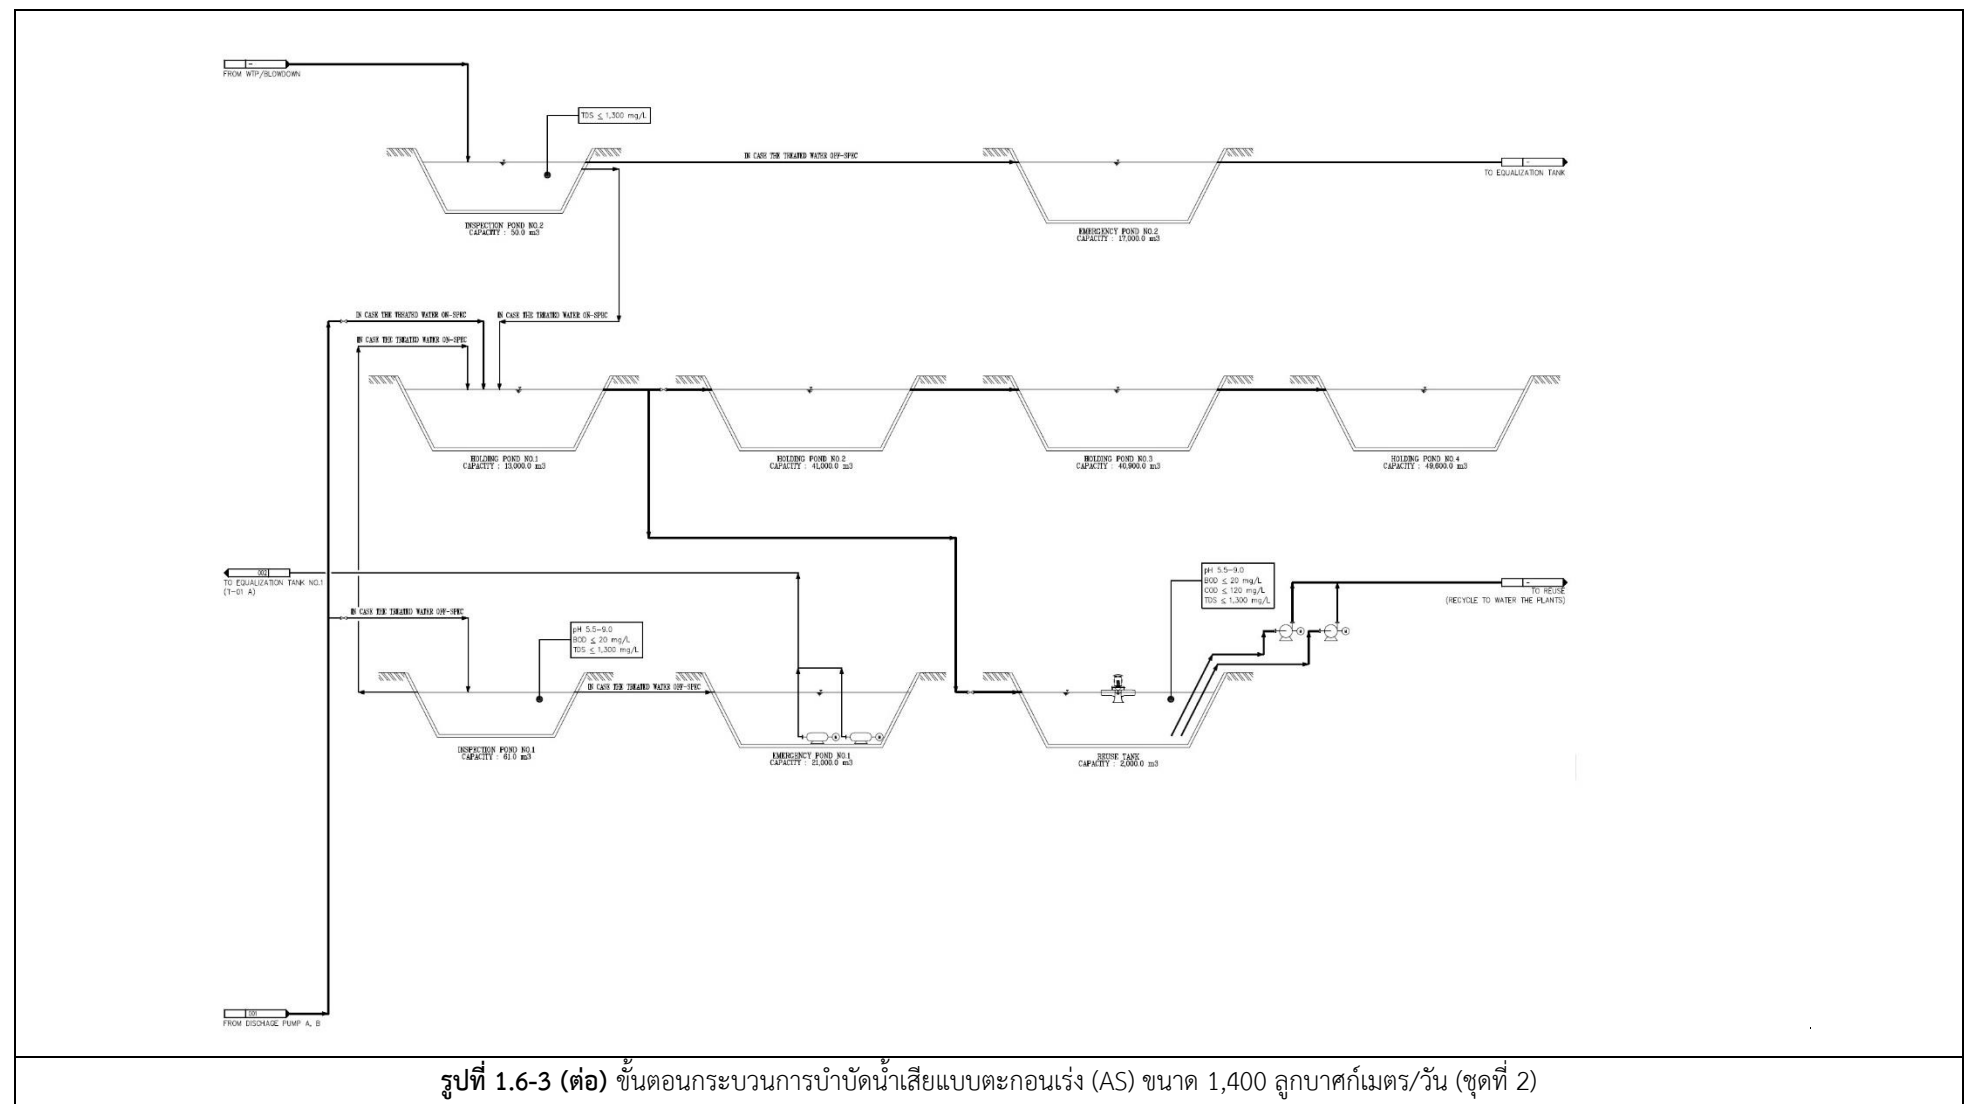 FROM WTP/BLOWDOWN
TDS ≤ 1,300 mg/L
IN CASE THE TREATED WATER OFF-SPEC
TO EQUALIZATION TANK
INSPECTION POND NO.2
CAPACITY : 50.0 m3
EMERGENCY POND NO.2
CAPACITY : 17,000.0 m3
IN CASE THE TREATED WATER ON-SPEC
IN CASE THE TREATED WATER ON-SPEC
IN CASE THE TREATED WATER ON-SPEC
HOLDING POND NO.1
CAPACITY : 13,000.0 m3
HOLDING POND NO.2
CAPACITY : 41,000.0 m3
HOLDING POND NO.3
CAPACITY : 40,900.0 m3
HOLDING POND NO.4
CAPACITY : 49,600.0 m3
002
TO EQUALIZATION TANK NO.1
(T-01 A)
IN CASE THE TREATED WATER OFF-SPEC
pH 5.5-9.0
BOD ≤ 20 mg/L
TDS ≤ 1,300 mg/L
pH 5.5-9.0
BOD ≤ 20 mg/L
COD ≤ 120 mg/L
TDS ≤ 1,300 mg/L
TO REUSE
(RECYCLE TO WATER THE PLANTS)
IN CASE THE TREATED WATER OFF-SPEC
INSPECTION POND NO.1
CAPACITY : 61.0 m3
EMERGENCY POND NO.1
CAPACITY : 21,000.0 m3
REUSE TANK
CAPACITY : 2,000.0 m3
001
FROM DISCHAGE PUMP A, B
รูปที่ 1.6-3 (ต่อ) ขั้นตอนกระบวนการบำบัดน้ำเสียแบบตะกอนเร่ง (AS) ขนาด 1,400 ลูกบาศก์เมตร/วัน (ชุดที่ 2)